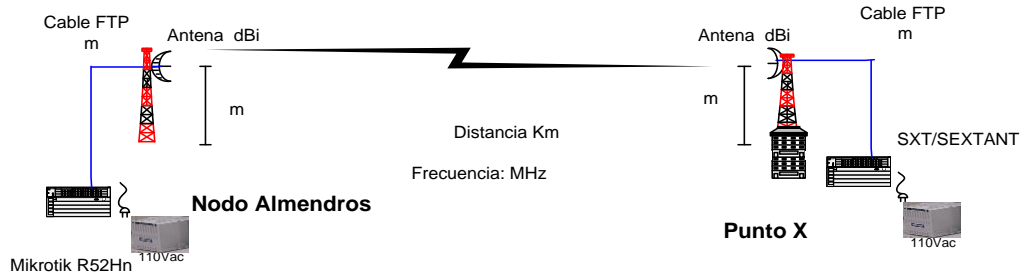 Cable FTP
m
Antena dBi
m
Distancia Km
Frecuencia: MHz
Nodo Almendros
110Vac
Mikrotik R52Hn
Cable FTP
m
Antena dBi
m
SXT/SEXTANT
Punto X
110Vac